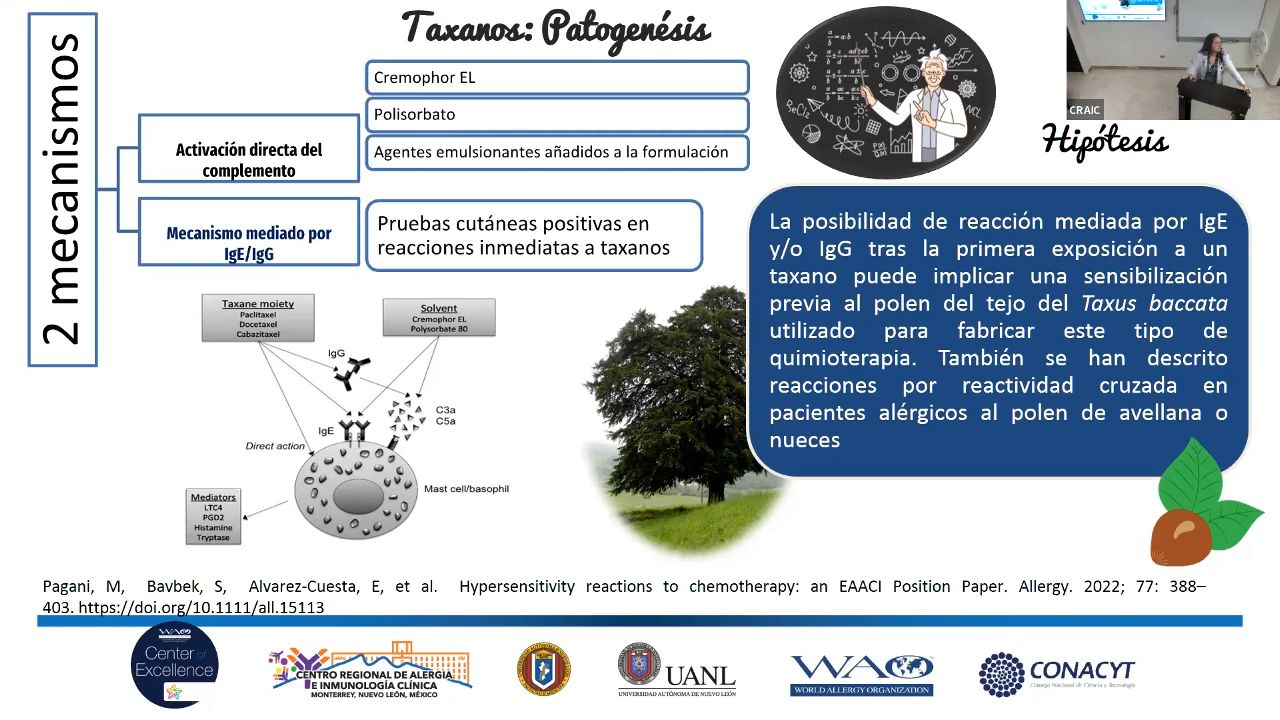 Taxanos: Patogenésis
2 mecanismos
Activación directa del
complemento
Cremophor EL
Polisorbato
Agentes emulsionantes añadidos a la formulación
Mecanismo mediado por
IgE/IgG
Pruebas cutáneas positivas en
reacciones inmediatas a taxanos
CRAIC
Hipótesis
La posibilidad de reacción mediada por IgE
y/o IgG tras la primera exposición a un
taxano puede implicar una sensibilización
previa al polen del tejo del Taxus baccata
utilizado para fabricar este tipo de
quimioterapia. También se han descrito
reacciones por reactividad cruzada en
pacientes alérgicos al polen de avellana o
nueces
Taxane moiety
Paclitaxel
Docetaxel
Cabazitaxel
Solvent
Cremophor EL
Polysorbate 80
IgG
IgE
C3a
C5a
Direct action
Mast cell/basophil
Mediators
LTC4
PGD2
Histamine
Tryptase
Pagani, M, Bavbek, S, Alvarez-Cuesta, E, et al. Hypersensitivity reactions to chemotherapy: an EAACI Position Paper. Allergy. 2022; 77: 388–
403. https://doi.org/10.1111/all.15113
WAO
Center of
Excellence
CENTRO REGIONAL DE ALERGIA
E INMUNOLOGÍA CLÍNICA
MONTERREY, NUEVO LEÓN, MÉXICO
UANL
UNIVERSIDAD AUTÓNOMA DE NUEVO LEÓN
WAO
WORLD ALLERGY ORGANIZATION
CONACYT
Consejo Nacional de Ciencia y Tecnología